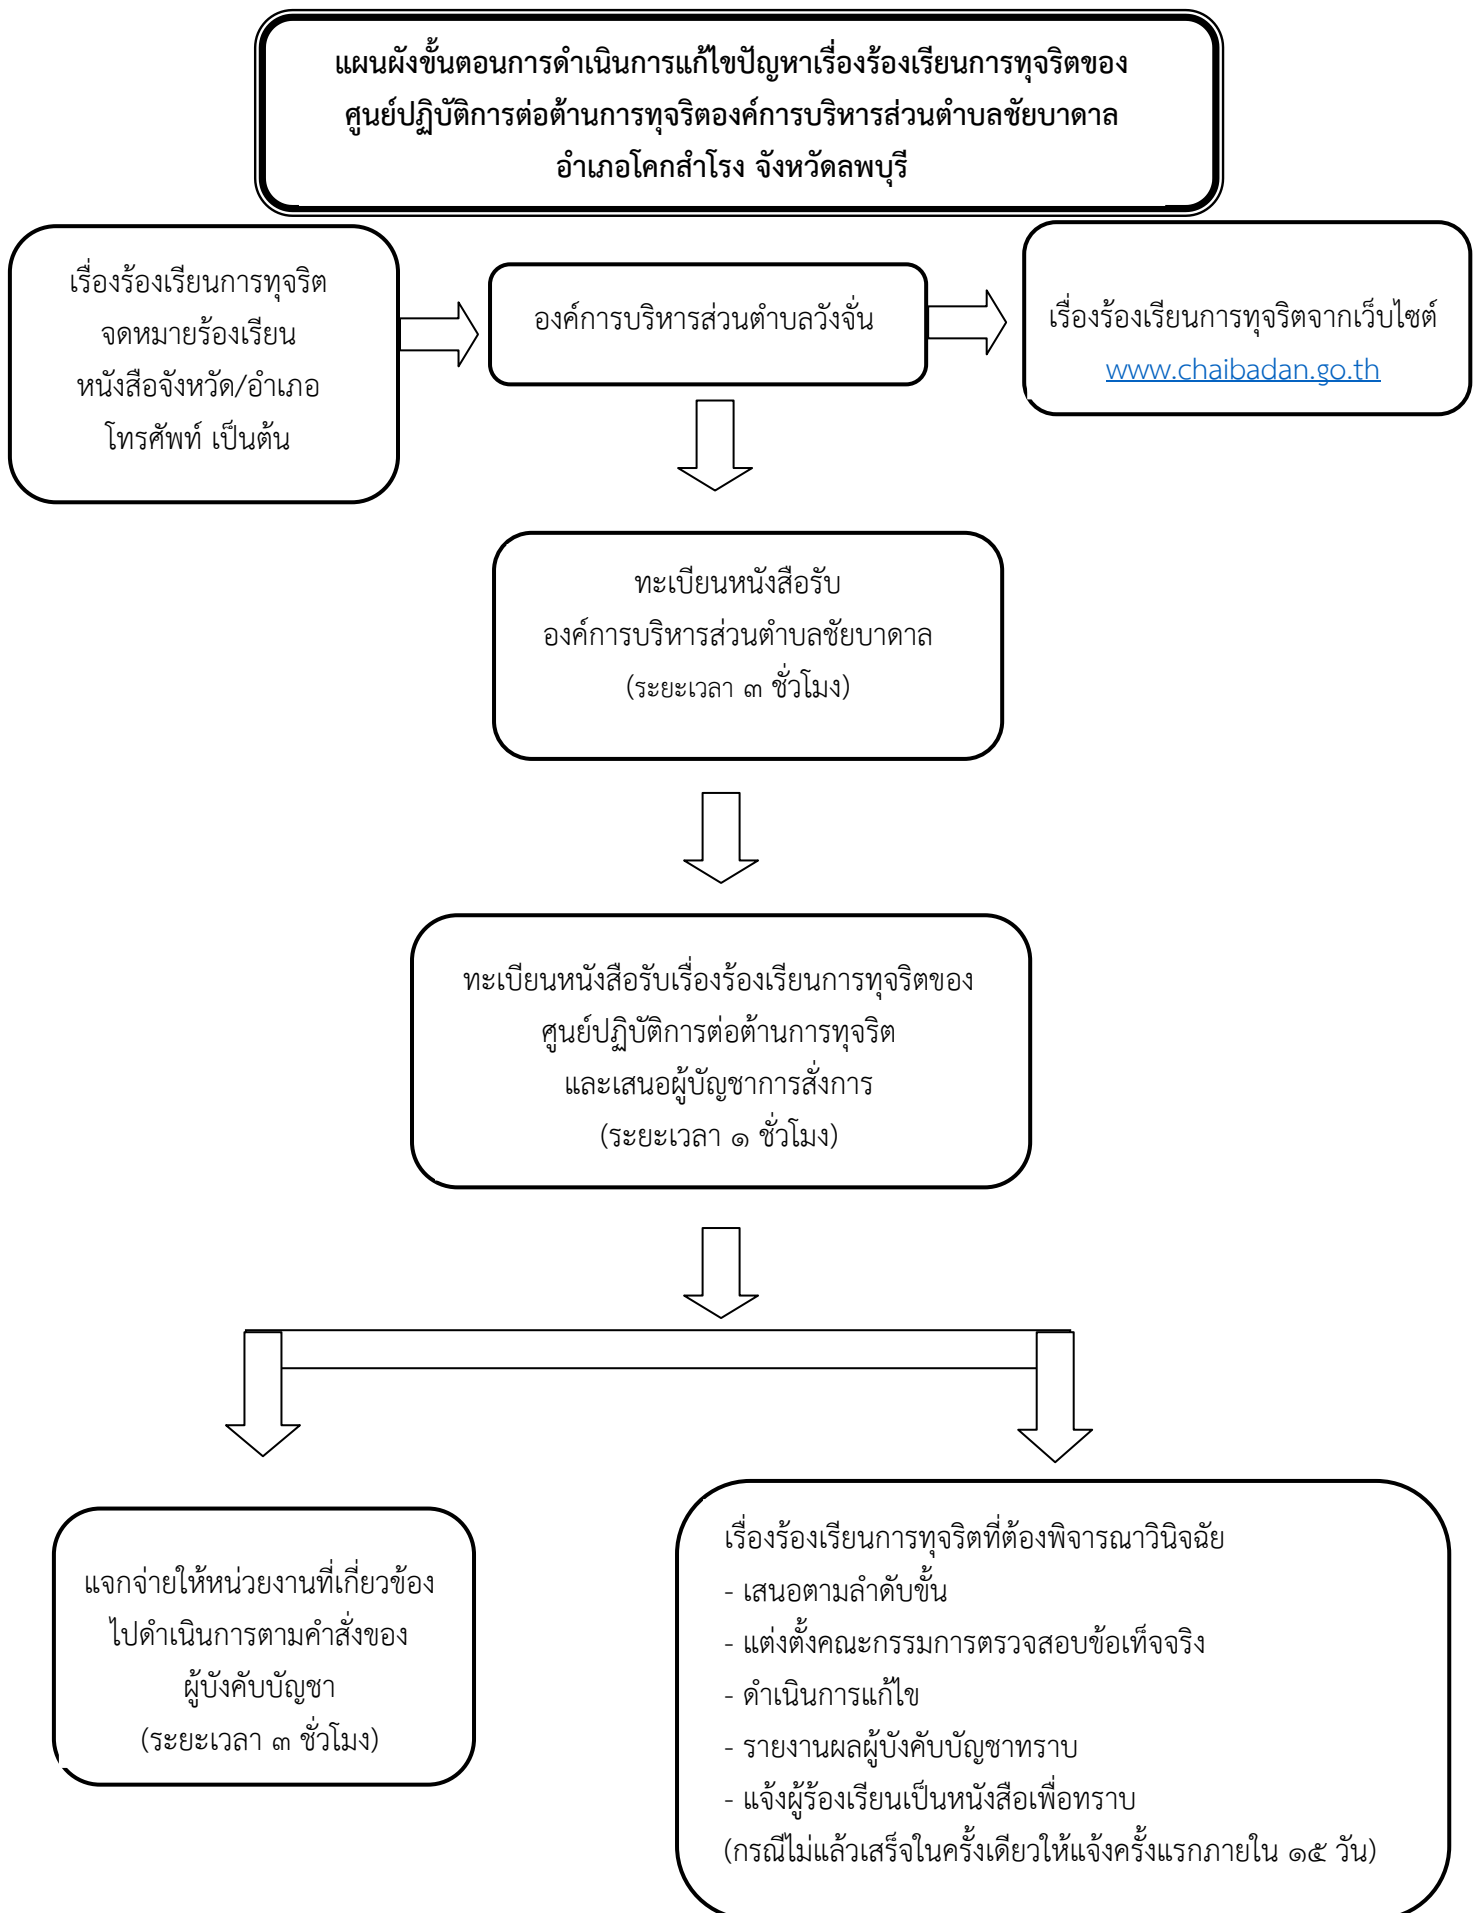 แผนผังขั้นตอนการดำเนินการแก้ไขปัญหาเรื่องร้องเรียนการทุจริตของ
ศูนย์ปฏิบัติการต่อต้านการทุจริตองค์การบริหารส่วนตำบลชัยบาดาล
อำเภอโคกสำโรง จังหวัดลพบุรี
เรื่องร้องเรียนการทุจริต
จดหมายร้องเรียน
หนังสือจังหวัด/อำเภอ
โทรศัพท์ เป็นต้น
องค์การบริหารส่วนตำบลวังจั่น
เรื่องร้องเรียนการทุจริตจากเว็บไซต์
www.chaibadan.go.th
ทะเบียนหนังสือรับ
องค์การบริหารส่วนตำบลชัยบาดาล
(ระยะเวลา ๓ ชั่วโมง)
ทะเบียนหนังสือรับเรื่องร้องเรียนการทุจริตของ
ศูนย์ปฏิบัติการต่อต้านการทุจริต
และเสนอผู้บัญชาการสั่งการ
(ระยะเวลา ๑ ชั่วโมง)
แจกจ่ายให้หน่วยงานที่เกี่ยวข้อง
ไปดำเนินการตามคำสั่งของ
ผู้บังคับบัญชา
(ระยะเวลา ๓ ชั่วโมง)
เรื่องร้องเรียนการทุจริตที่ต้องพิจารณาวินิจฉัย
- เสนอตามลำดับขั้น
- แต่งตั้งคณะกรรมการตรวจสอบข้อเท็จจริง
- ดำเนินการแก้ไข
- รายงานผลผู้บังคับบัญชาทราบ
- แจ้งผู้ร้องเรียนเป็นหนังสือเพื่อทราบ
(กรณีไม่แล้วเสร็จในครั้งเดียวให้แจ้งครั้งแรกภายใน ๑๕ วัน)